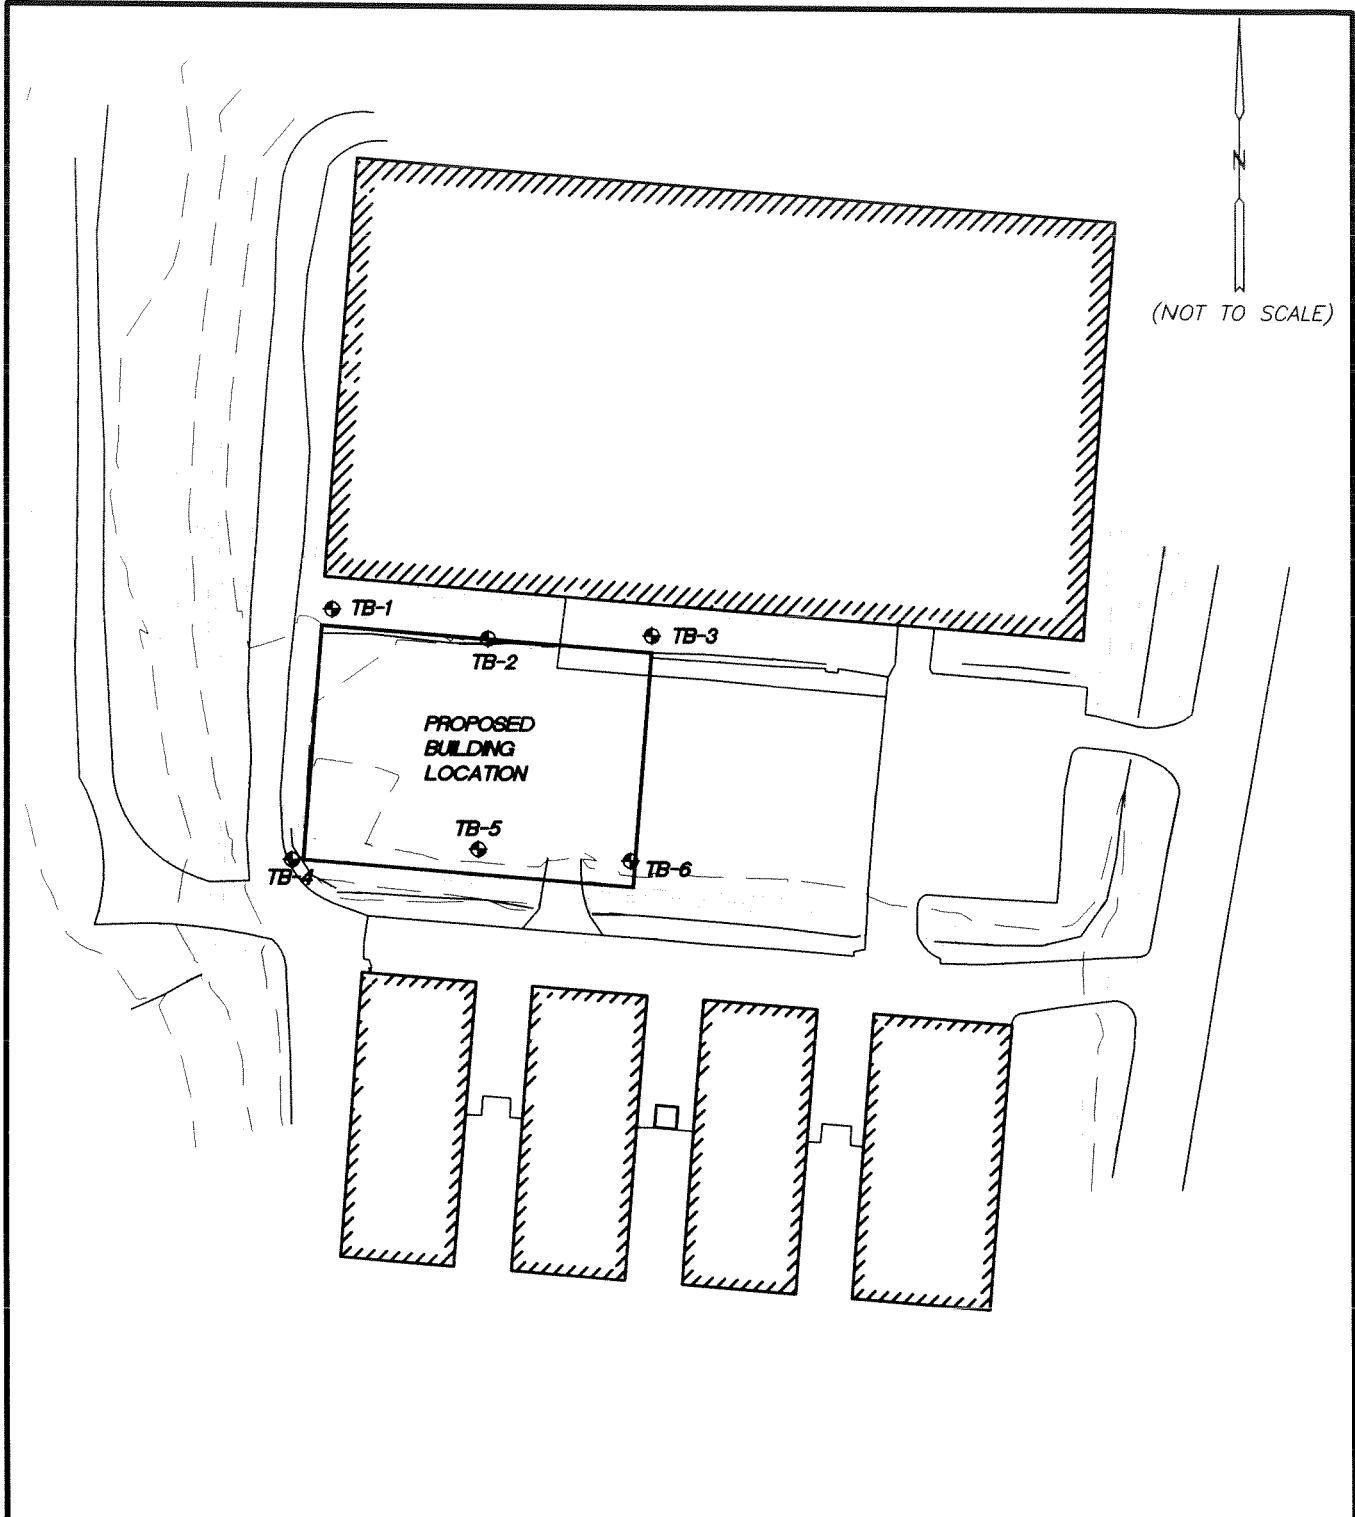 N
(NOT TO SCALE)
TB-1
TB-2
TB-3
PROPOSED
BUILDING
LOCATION
TB-5
TB-4
TB-6